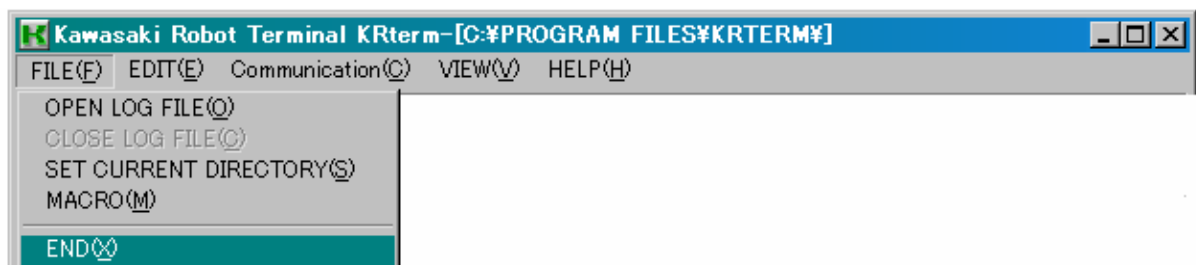 Kawasaki Robot Terminal KRterm-[C:¥PROGRAM FILES¥KRTERM¥]
FILE(F) EDIT(E) Communication(C) VIEW(V) HELP(H)
OPEN LOG FILE(O)
CLOSE LOG FILE(C)
SET CURRENT DIRECTORY(S)
MACRO(M)
END(X)